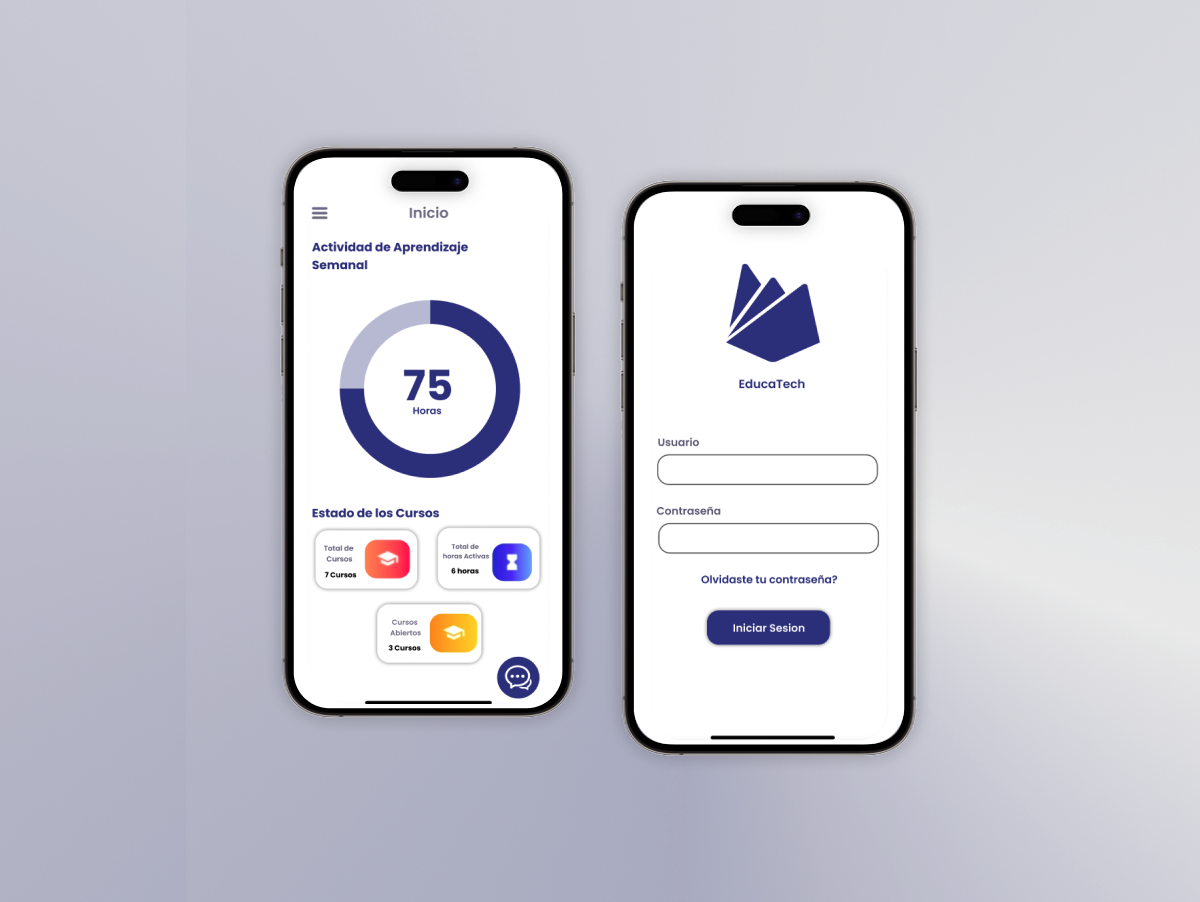 Inicio
Actividad de Aprendizaje
Semanal
75
Horas
Estado de los Cursos
Total de
Cursos
7 Cursos
Total de
horas Activas
6 horas
Cursos
Abiertos
3 Cursos
EducaTech
Usuario
Contraseña
Olvidaste tu contraseña?
Iniciar Sesion